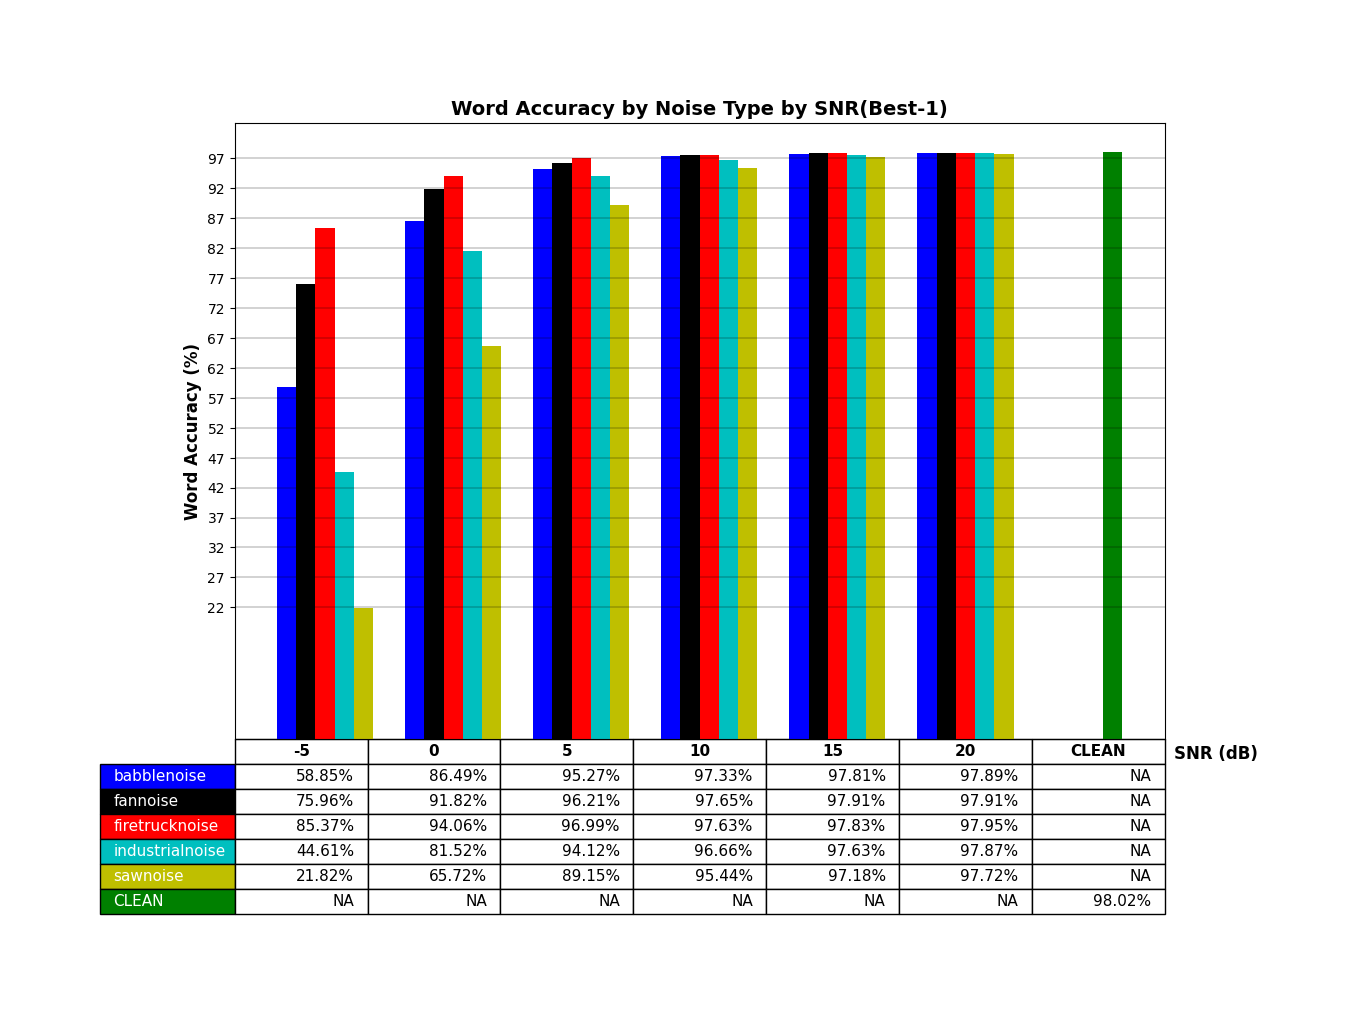 Word Accuracy by Noise Type by SNR(Best-1)
97
92
87
82
77
72
67
62
57
52
47
42
37
32
27
22
Word Accuracy (%)
-5 0 5 10 15 20 CLEAN
SNR (dB)
babblenoise 58.85% 86.49% 95.27% 97.33% 97.81% 97.89% NA
fannoise 75.96% 91.82% 96.21% 97.65% 97.91% 97.91% NA
firetrucknoise 85.37% 94.06% 96.99% 97.63% 97.83% 97.95% NA
industrialnoise 44.61% 81.52% 94.12% 96.66% 97.63% 97.87% NA
sawnoise 21.82% 65.72% 89.15% 95.44% 97.18% 97.72% NA
CLEAN NA NA NA NA NA NA 98.02%